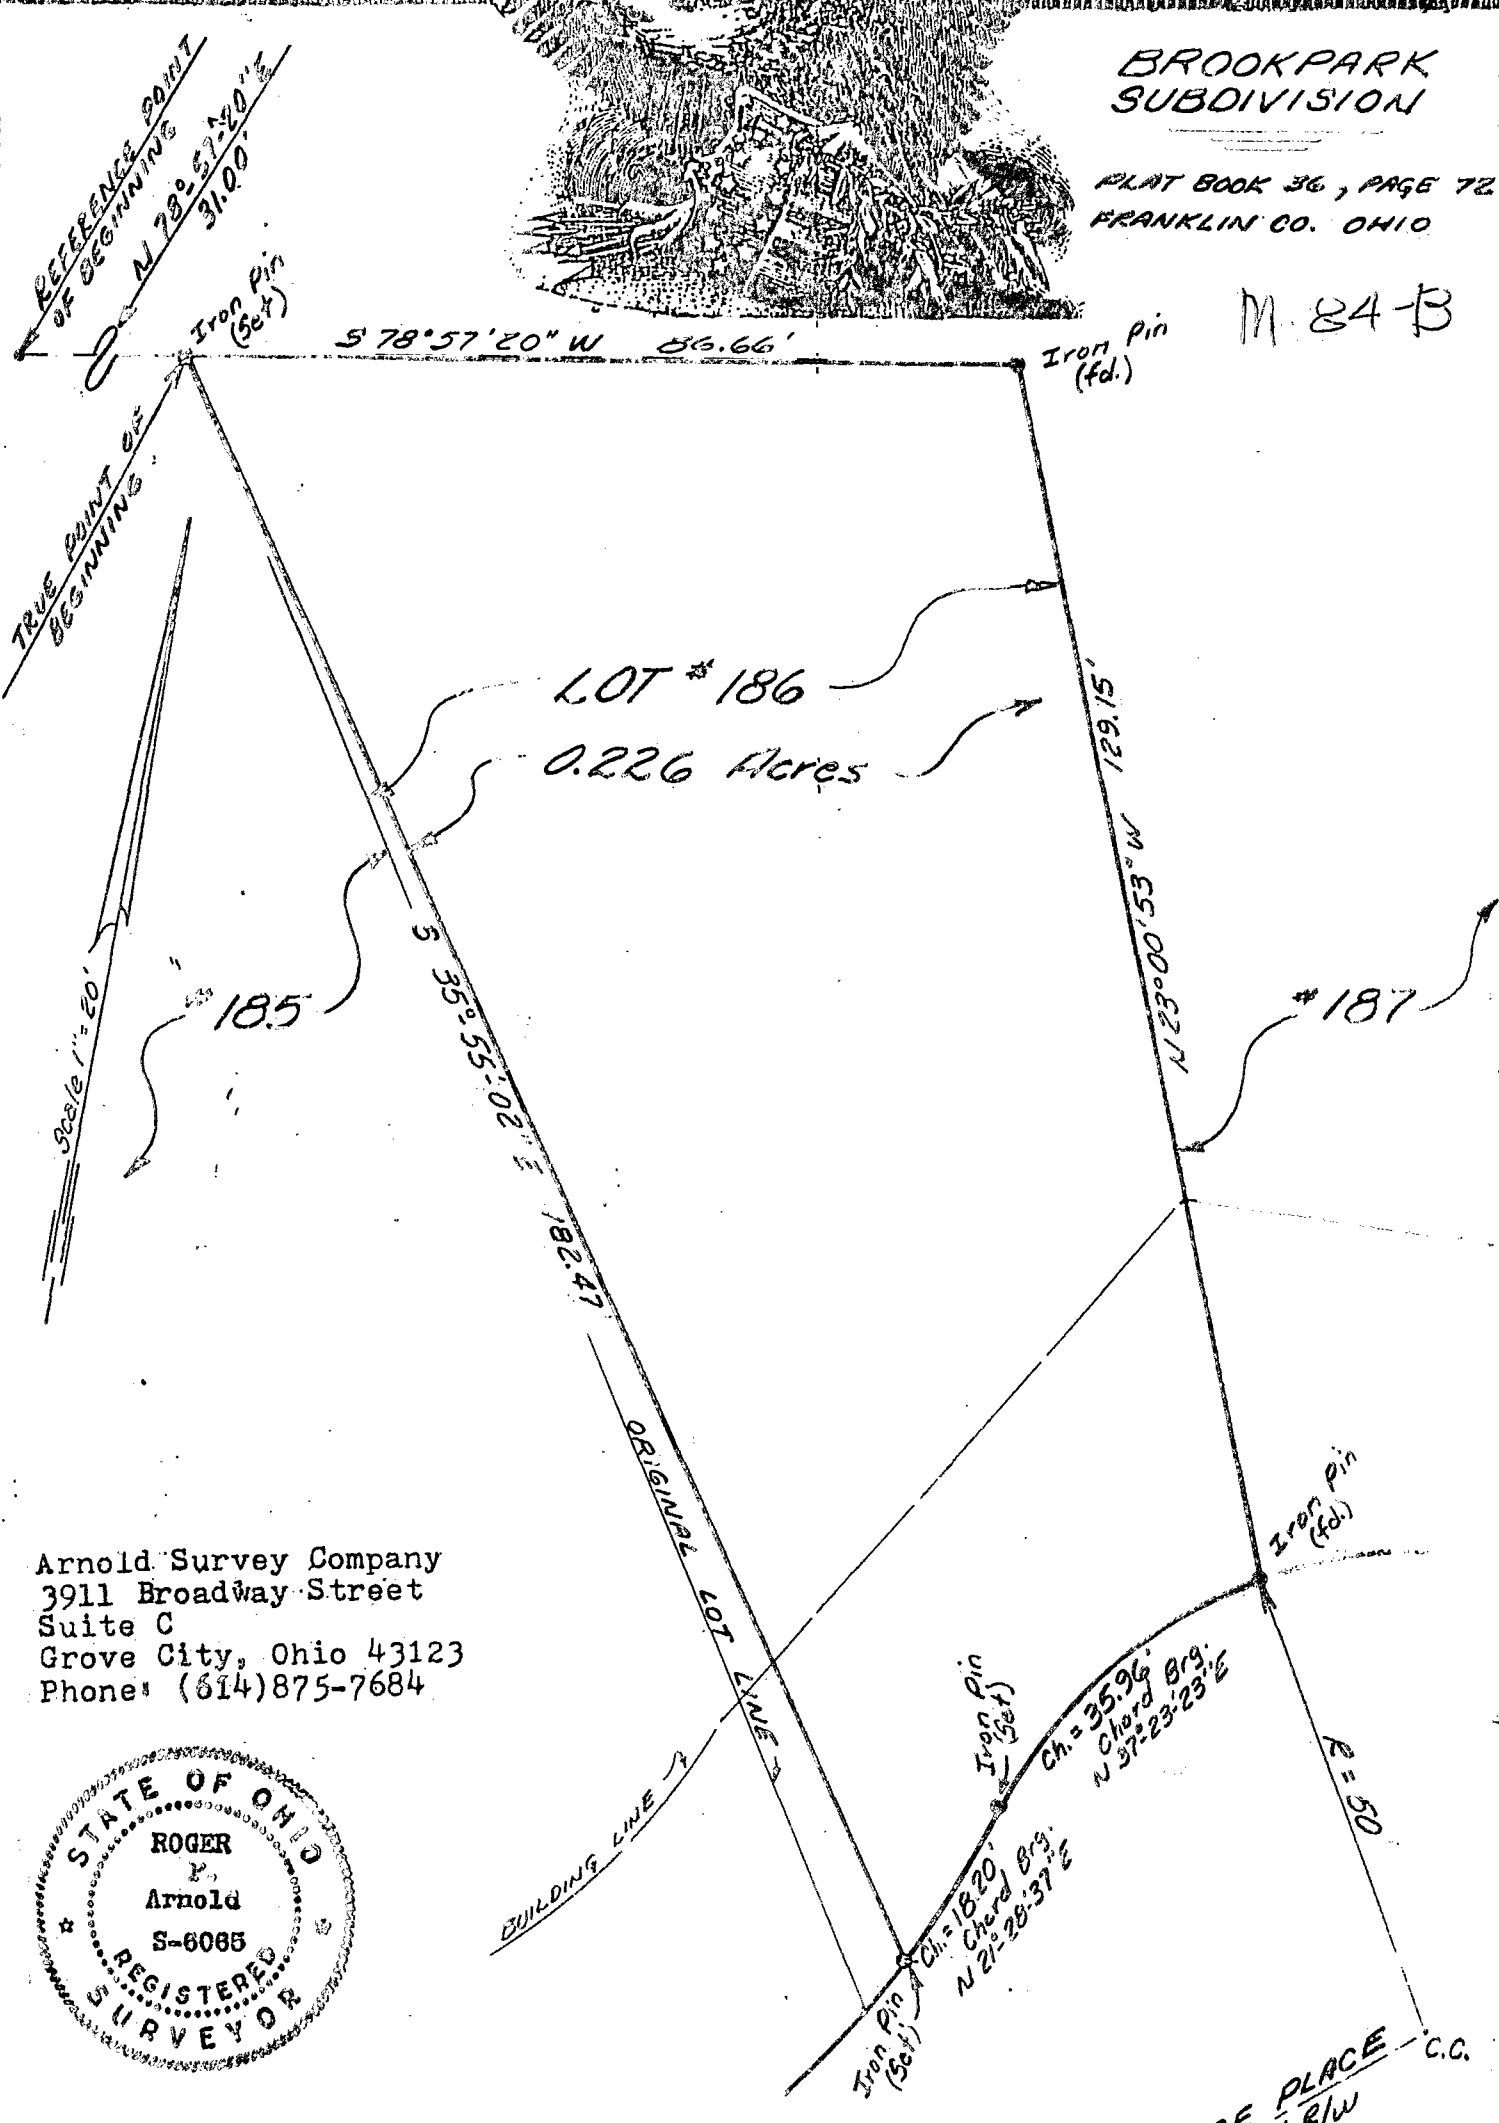 BROOKPARK
SUBDIVISION
PLAT BOOK 36, PAGE 72
FRANKLIN CO. OHIO
M-84-B
REFERENCE POINT
OF BEGINNING
N 78°-57'-20" E
31.00'
Iron Pin
(Set)
S 78°57'20" W 86.66'
Iron Pin
(fd.)
TRUE POINT OF
BEGINNING
LOT #186
0.226 Acres
129.15'
N 23°00'53" W
Scale 1"=20'
#185
#187
S 35°-55'-02" E 182.47
ORIGINAL LOT LINE
BUILDING LINE
Iron Pin
(fd.)
Iron Pin
(Set)
Ch. = 35.96'
Chord Brg.
N 37°-23'-23" E
R = 50
Ch. = 18.20'
Chord Brg.
N 21°-28'-37" E
Iron Pin
(Set)
C.C.
PLACE
R/W
Arnold Survey Company
3911 Broadway Street
Suite C
Grove City, Ohio 43123
Phone: (614)875-7684
STATE OF OHIO
ROGER
Arnold
S-6065
REGISTERED
SURVEYOR